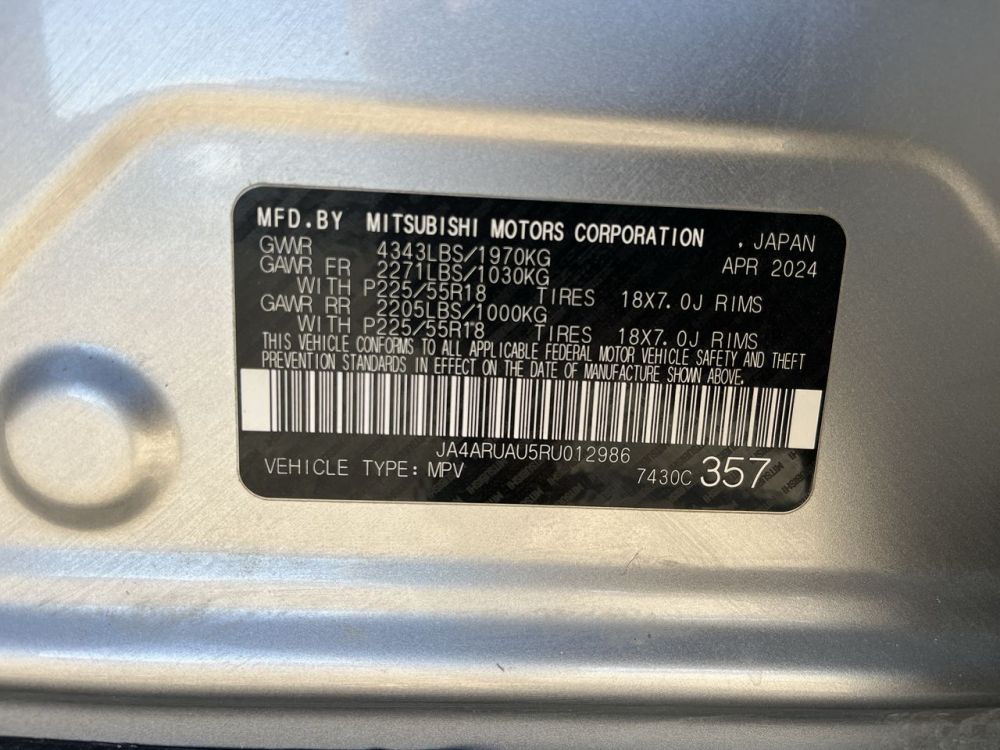 MFD.BY MITSUBISHI MOTORS CORPORATION . JAPAN
GWWR 4343LBS/1970KG APR 2024
GAWR FR 2271LBS/1030KG
WITH P225/55R18 TIRES 18X7.0J RIMS
GAWR RR 2205LBS/1000KG
WITH P225/55R18 TIRES 18X7.0J RIMS
THIS VEHICLE CONFORMS TO ALL APPLICABLE FEDERAL MOTOR VEHICLE SAFETY AND THEFT
PREVENTION STANDARDS IN EFFECT ON THE DATE OF MANUFACTURE SHOWN ABOVE.
JA4ARUAU5RU012986
VEHICLE TYPE: MPV 7430C 357